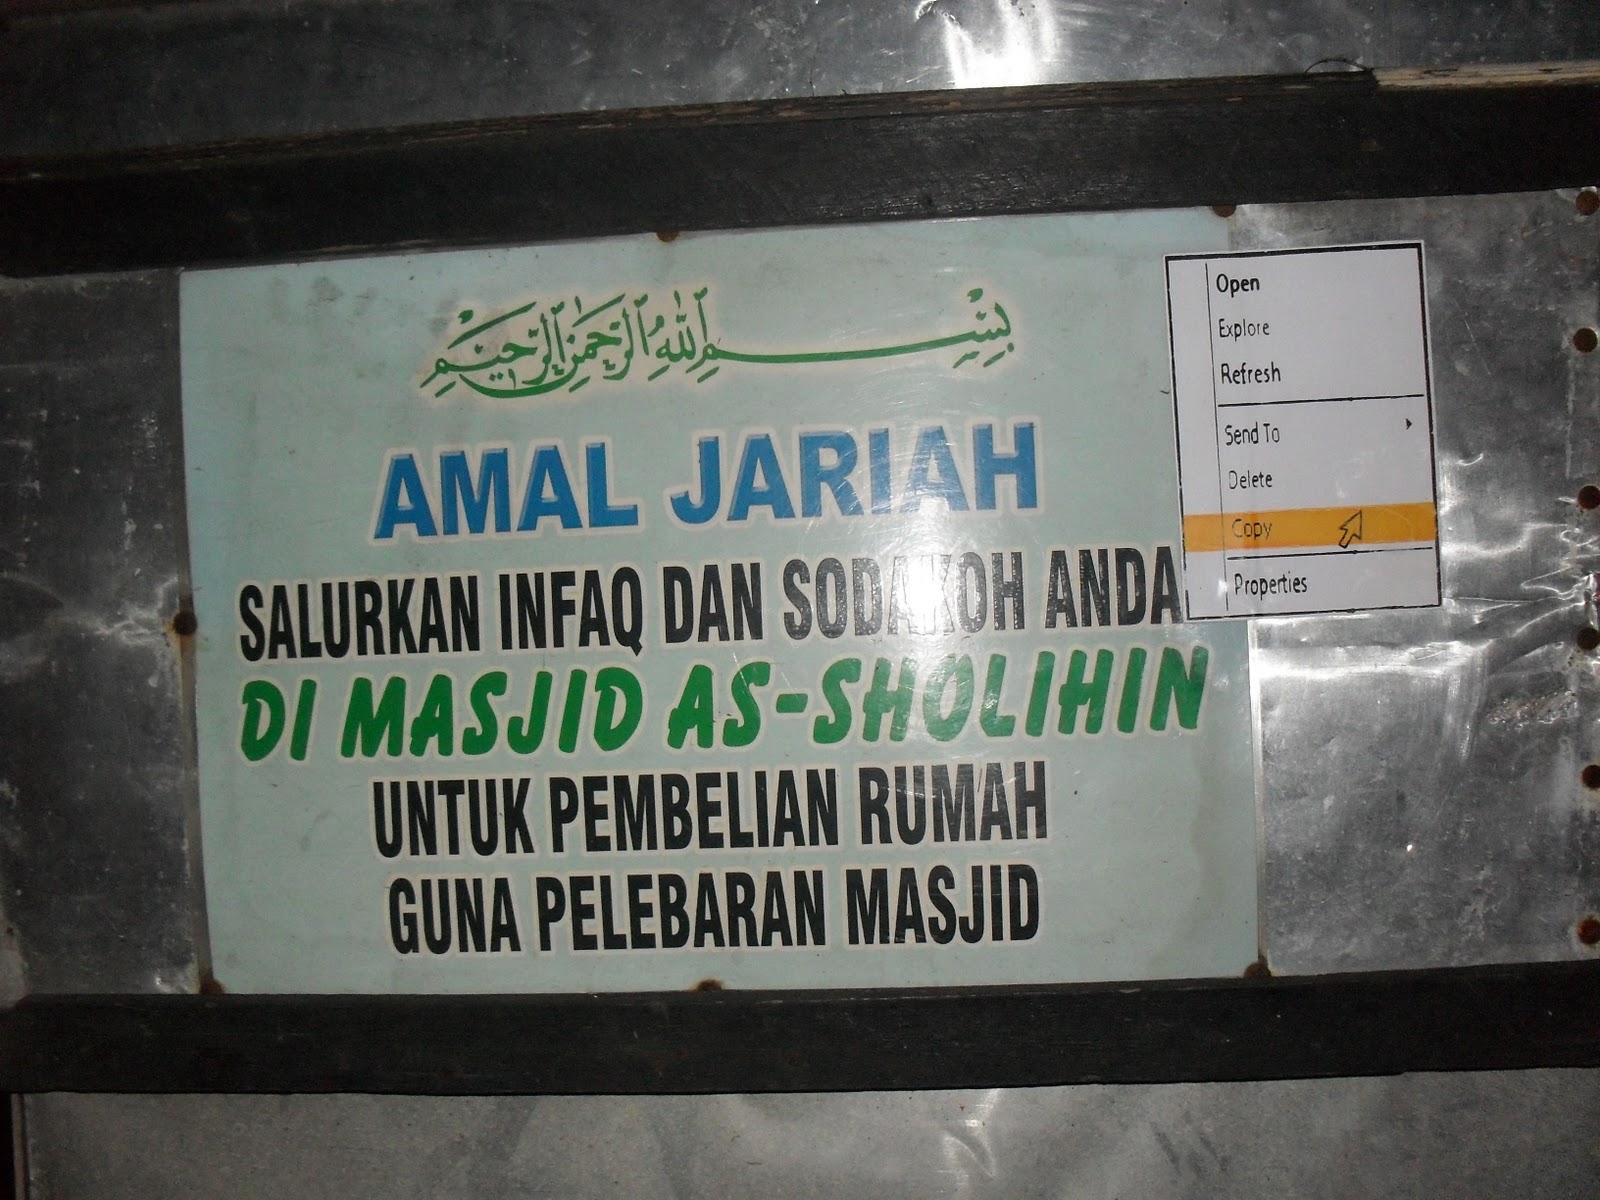 بِسْمِ اللهِ الرَّحْمٰنِ الرَّحِيْمِ
AMAL JARIAH
SALURKAN INFAQ DAN SODAKOH ANDA
DI MASJID AS-SHOLIHIN
UNTUK PEMBELIAN RUMAH
GUNA PELEBARAN MASJID
Open
Explore
Refresh
Send To
Delete
Copy
Properties